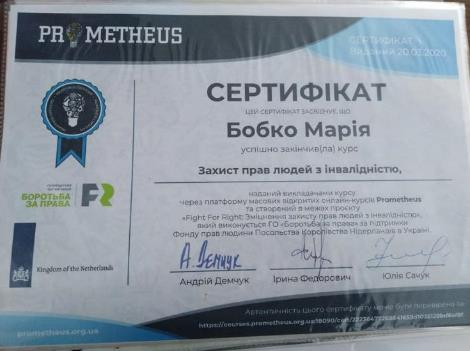 PROMETHEUS
СЕРТИФІКАТ
Виданий 20.03.2020
СЕРТИФІКАТ
ЦЕЙ СЕРТИФІКАТ ЗАСВІДЧУЄ, ЩО
Бобко Марія
успішно закінчив(ла) курс
Захист прав людей з інвалідністю,
наданий викладачами курсу
через платформу масових відкритих онлайн-курсів Prometheus
та створений в межах проєкту
«Fight For Right: Зміцнення захисту прав людей з інвалідністю»,
який виконується ГО «Боротьба за права» за підтримки
Фонду прав людини Посольства Королівства Нідерландів в Україні.
БОРОТЬБА
ЗА ПРАВА
FR
Kingdom of the Netherlands
А. Демчук
Андрій Демчук
Ірина Федорович
Юлія Сачук
Автентичність цього сертифікату може бути перевірена за
prometheus.org.ua